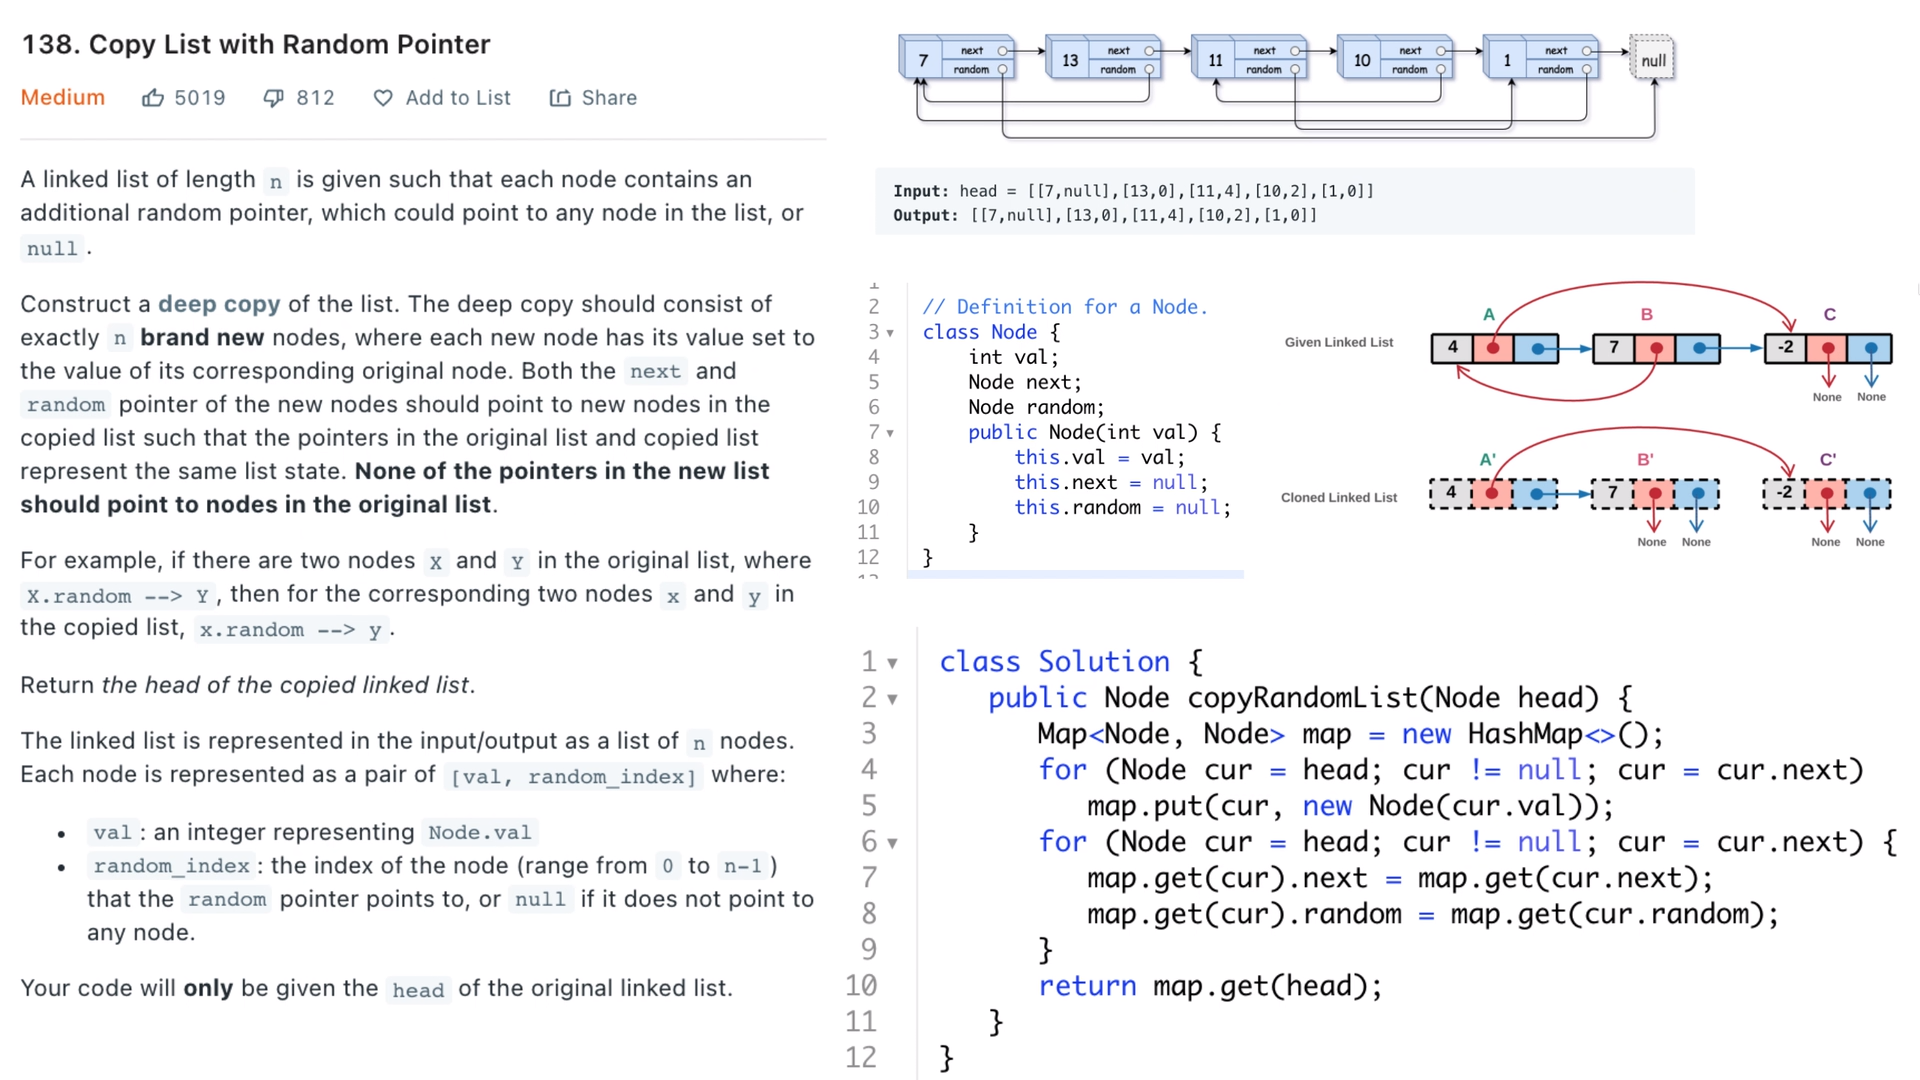 138. Copy List with Random Pointer
Medium 5019 812 Add to List Share
A linked list of length n is given such that each node contains an
additional random pointer, which could point to any node in the list, or
null .
Construct a deep copy of the list. The deep copy should consist of
exactly n brand new nodes, where each new node has its value set to
the value of its corresponding original node. Both the next and
random pointer of the new nodes should point to new nodes in the
copied list such that the pointers in the original list and copied list
represent the same list state. None of the pointers in the new list
should point to nodes in the original list.
For example, if there are two nodes X and Y in the original list, where
X.random --> Y , then for the corresponding two nodes x and y in
the copied list, x.random --> y .
Return the head of the copied linked list.
The linked list is represented in the input/output as a list of n nodes.
Each node is represented as a pair of [val, random_index] where:
• val : an integer representing Node.val
• random_index : the index of the node (range from 0 to n-1 )
that the random pointer points to, or null if it does not point to
any node.
Your code will only be given the head of the original linked list.
7 next random 13 next random 11 next random 10 next random 1 next random null
Input: head = [[7,null],[13,0],[11,4],[10,2],[1,0]]
Output: [[7,null],[13,0],[11,4],[10,2],[1,0]]
1
2 // Definition for a Node.
3 class Node {
4 int val;
5 Node next;
6 Node random;
7 public Node(int val) {
8 this.val = val;
9 this.next = null;
10 this.random = null;
11 }
12 }
13
A B C
Given Linked List 4 7 -2
None None
A' B' C'
Cloned Linked List 4 7 -2
None None None None
1 class Solution {
2 public Node copyRandomList(Node head) {
3 Map<Node, Node> map = new HashMap<>();
4 for (Node cur = head; cur != null; cur = cur.next)
5 map.put(cur, new Node(cur.val));
6 for (Node cur = head; cur != null; cur = cur.next) {
7 map.get(cur).next = map.get(cur.next);
8 map.get(cur).random = map.get(cur.random);
9 }
10 return map.get(head);
11 }
12 }